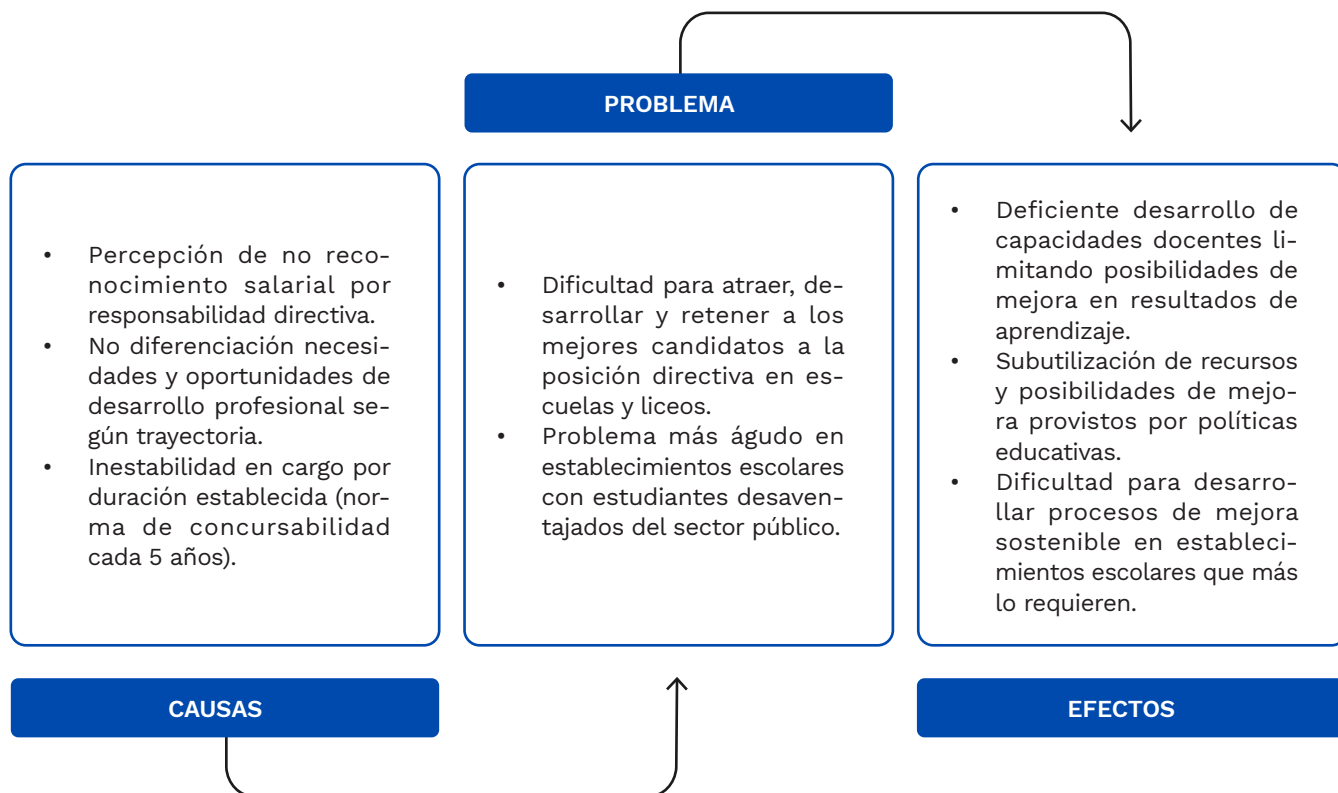 PROBLEMA
• Percepción de no reco-
nocimiento salarial por
responsabilidad directiva.
• No diferenciación necesi-
dades y oportunidades de
desarrollo profesional se-
gún trayectoria.
• Inestabilidad en cargo por
duración establecida (nor-
ma de concursabilidad
cada 5 años).
CAUSAS
• Dificultad para atraer, de-
sarrollar y retener a los
mejores candidatos a la
posición directiva en es-
cuelas y liceos.
• Problema más águdo en
establecimientos escolares
con estudiantes desaven-
tajados del sector público.
• Deficiente desarrollo de
capacidades docentes li-
mitando posibilidades de
mejora en resultados de
aprendizaje.
• Subutilización de recursos
y posibilidades de mejo-
ra provistos por políticas
educativas.
• Dificultad para desarro-
llar procesos de mejora
sostenible en estableci-
mientos escolares que más
lo requieren.
EFECTOS